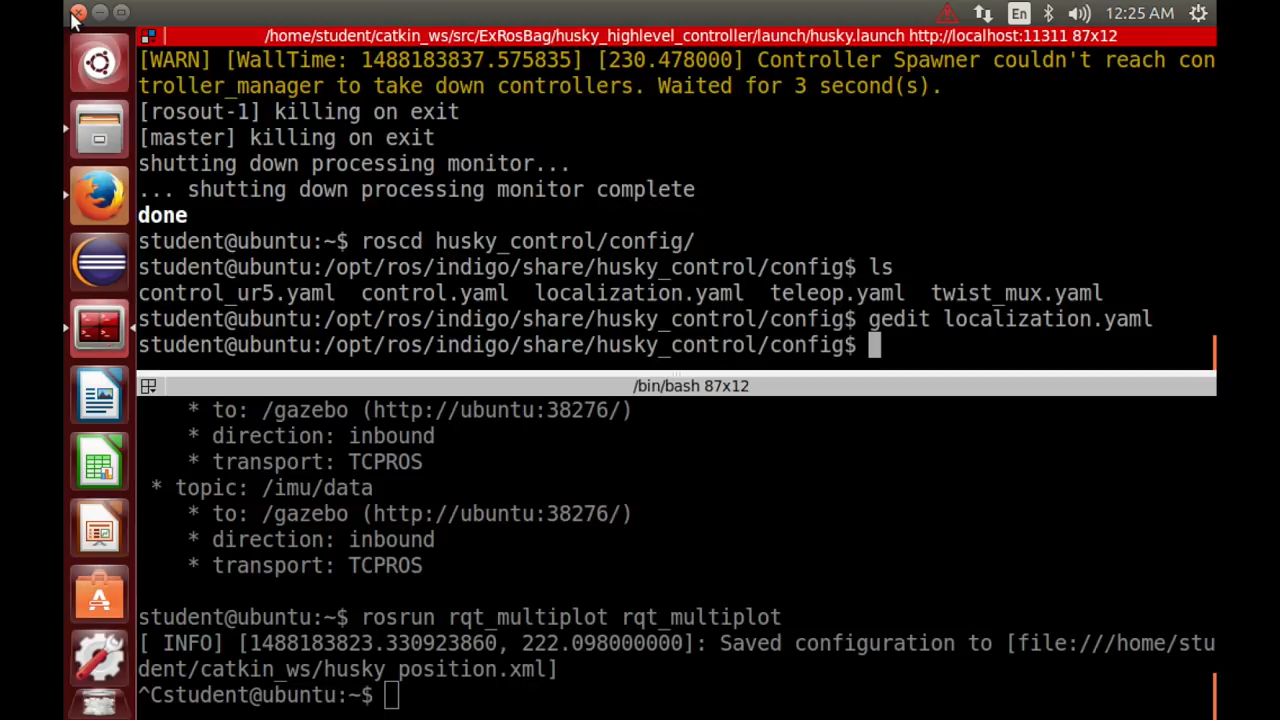 En
12:25 AM
/home/student/catkin_ws/src/ExRosBag/husky_highlevel_controller/launch/husky.launch http://localhost:11311 87x12
[WARN] [WallTime: 1488183837.575835] [230.478000] Controller Spawner couldn't reach con
troller_manager to take down controllers. Waited for 3 second(s).
[rosout-1] killing on exit
[master] killing on exit
shutting down processing monitor...
... shutting down processing monitor complete
done
student@ubuntu:~$ roscd husky_control/config/
student@ubuntu:/opt/ros/indigo/share/husky_control/config$ ls
control_ur5.yaml  control.yaml  localization.yaml  teleop.yaml  twist_mux.yaml
student@ubuntu:/opt/ros/indigo/share/husky_control/config$ gedit localization.yaml
student@ubuntu:/opt/ros/indigo/share/husky_control/config$
/bin/bash 87x12
* to: /gazebo (http://ubuntu:38276/)
* direction: inbound
* transport: TCPROS
* topic: /imu/data
* to: /gazebo (http://ubuntu:38276/)
* direction: inbound
* transport: TCPROS
student@ubuntu:~$ rosrun rqt_multiplot rqt_multiplot
[ INFO] [1488183823.330923860, 222.098000000]: Saved configuration to [file:///home/stu
dent/catkin_ws/husky_position.xml]
^Cstudent@ubuntu:~$